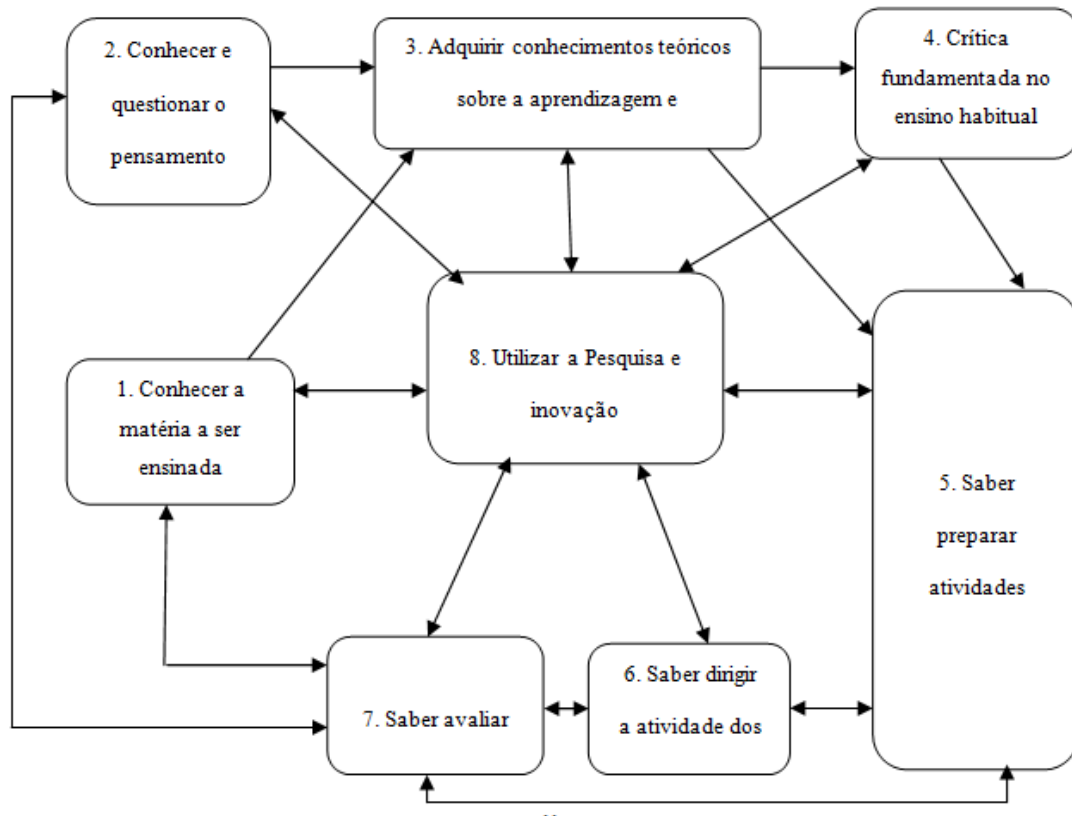 2. Conhecer e
questionar o
pensamento
3. Adquirir conhecimentos teóricos
sobre a aprendizagem e
4. Crítica
fundamentada no
ensino habitual
8. Utilizar a Pesquisa e
inovação
1. Conhecer a
matéria a ser
ensinada
5. Saber
preparar
atividades
6. Saber dirigir
a atividade dos
7. Saber avaliar